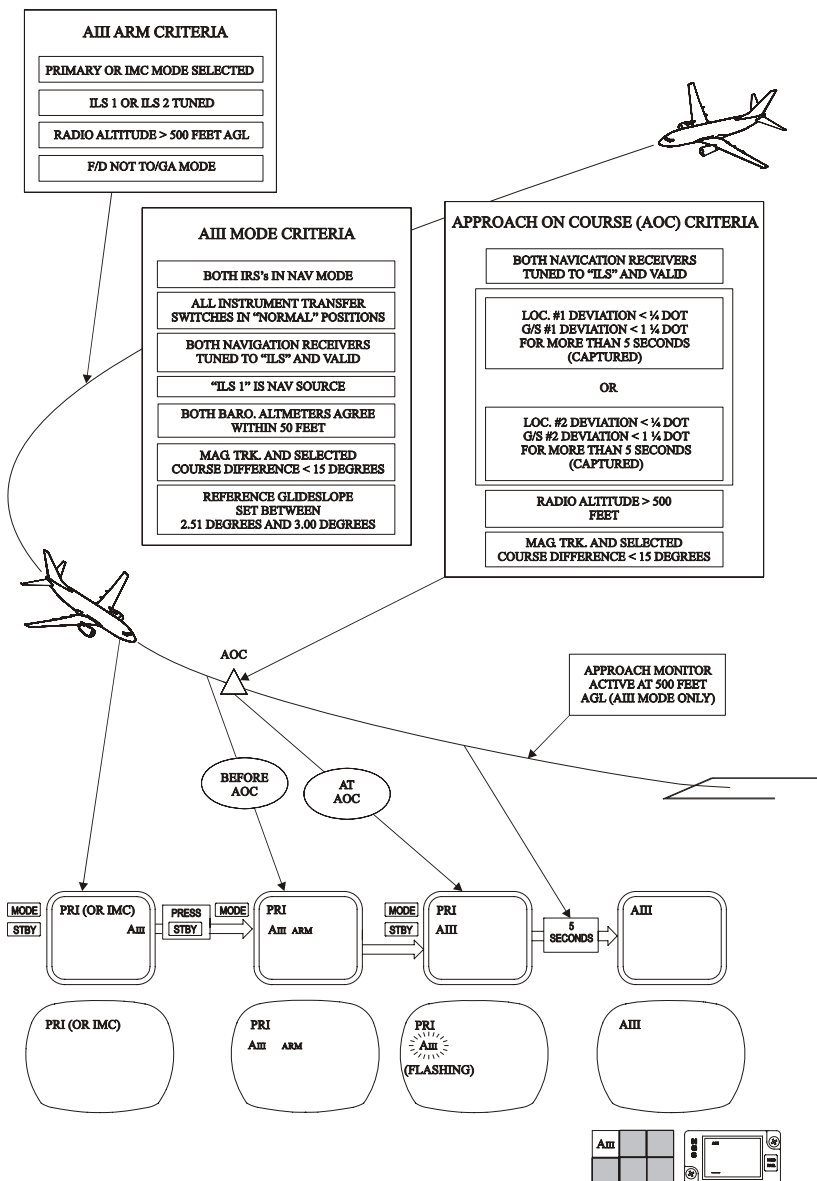 AIII ARM CRITERIA
PRIMARY OR IMC MODE SELECTED
ILS 1 OR ILS 2 TUNED
RADIO ALTITUDE > 500 FEET AGL
F/D NOT TO/GA MODE
AIII MODE CRITERIA
BOTH IRS's IN NAV MODE
ALL INSTRUMENT TRANSFER
SWITCHES IN "NORMAL" POSITIONS
BOTH NAVIGATION RECEIVERS
TUNED TO "ILS" AND VALID
"ILS 1" IS NAV SOURCE
BOTH BARO. ALTMETERS AGREE
WITHIN 50 FEET
MAG. TRK. AND SELECTED
COURSE DIFFERENCE < 15 DEGREES
REFERENCE GLIDESLOPE
SET BETWEEN
2.51 DEGREES AND 3.00 DEGREES
APPROACH ON COURSE (AOC) CRITERIA
BOTH NAVICATION RECEIVERS
TUNED TO "ILS" AND VALID
LOC. #1 DEVIATION < ¼ DOT
G/S #1 DEVIATION < 1 ¼ DOT
FOR MORE THAN 5 SECONDS
(CAPTURED)
OR
LOC. #2 DEVIATION < ¼ DOT
G/S #2 DEVIATION < 1 ¼ DOT
FOR MORE THAN 5 SECONDS
(CAPTURED)
RADIO ALTITUDE > 500
FEET
MAG. TRK. AND SELECTED
COURSE DIFFERENCE < 15 DEGREES
AOC
APPROACH MONITOR
ACTIVE AT 500 FEET
AGL (AIII MODE ONLY)
BEFORE
AOC
AT
AOC
MODE
STBY
PRI (OR IMC)
AIII
PRESS
STBY
MODE
PRI
AIII ARM
MODE
STBY
PRI
AIII
5
SECONDS
AIII
PRI (OR IMC)
PRI
AIII ARM
PRI
AIII
(FLASHING)
AIII
AIII
HGS